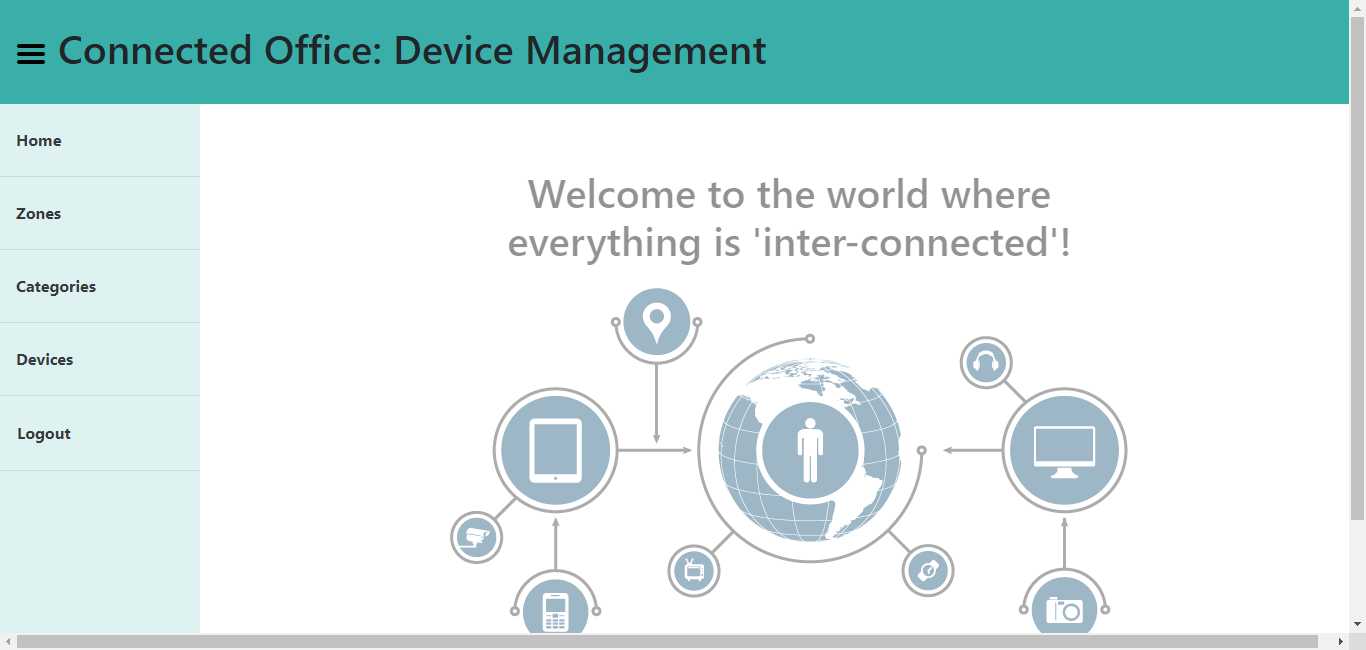 Connected Office: Device Management
Home
Zones
Categories
Devices
Logout
Welcome to the world where
everything is 'inter-connected'!